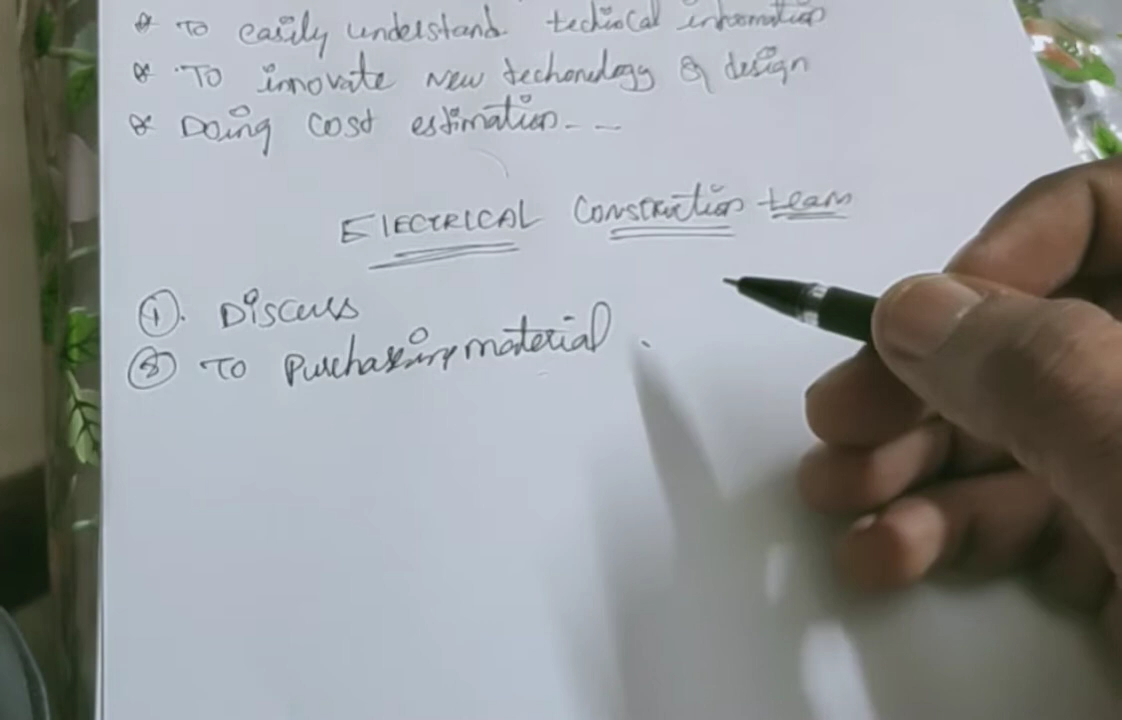 * To easily understand techincal information
* To innovate New techonology & design
* Doing cost estimation--
ELECTRICAL Construction team
①. Discuss
② To Purchasing material.